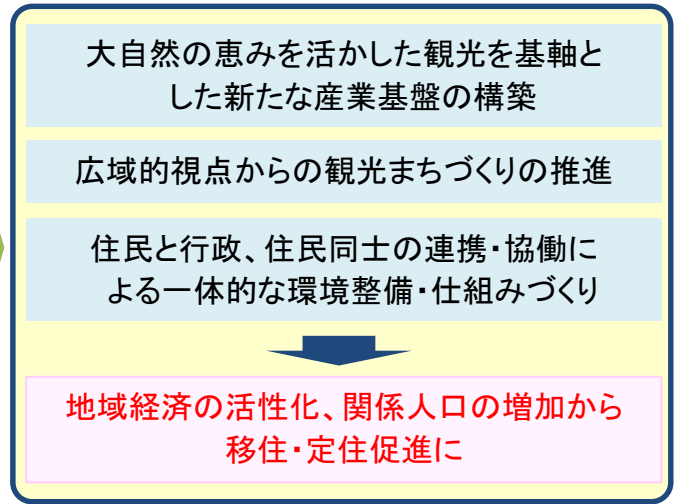 大自然の恵みを活かした観光を基軸と
した新たな産業基盤の構築
広域的視点からの観光まちづくりの推進
住民と行政、住民同士の連携・協働に
よる一体的な環境整備・仕組みづくり
地域経済の活性化、関係人口の増加から
移住・定住促進に